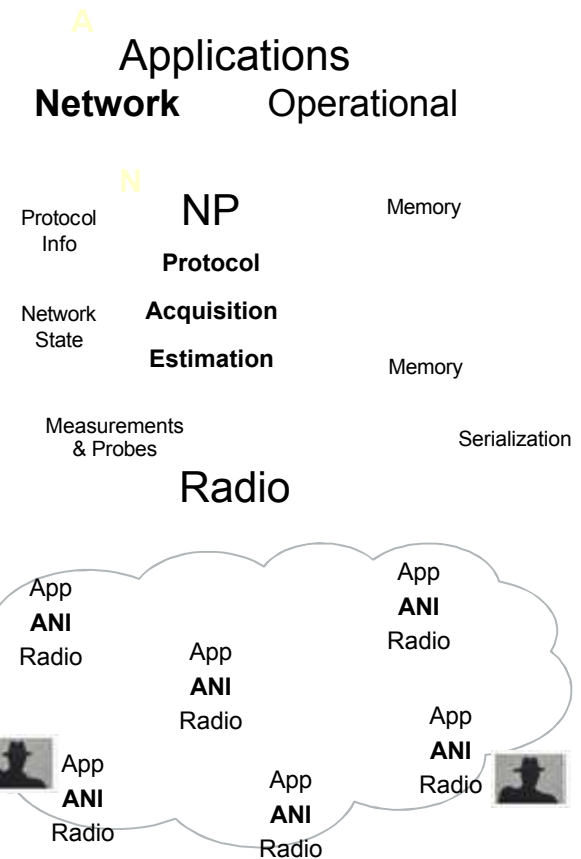 A
Applications
Network Operational
N
NP
Memory
Protocol
Info
Protocol
Acquisition
Network
State
Estimation
Memory
Measurements
& Probes
Serialization
Radio
App
ANI
Radio
App
ANI
Radio
App
ANI
Radio
App
ANI
Radio
App
ANI
Radio
App
ANI
Radio